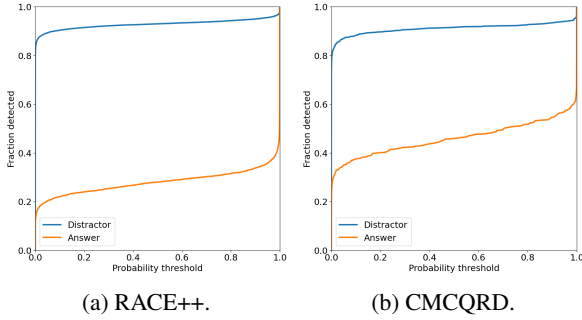 1.0
0.8
0.6
0.4
0.2
0.0
Fraction detected
Distractor
Answer
0.0 0.2 0.4 0.6 0.8 1.0
Probability threshold
(a) RACE++.
1.0
0.8
0.6
0.4
0.2
0.0
Fraction detected
Distractor
Answer
0.0 0.2 0.4 0.6 0.8 1.0
Probability threshold
(b) CMCQRD.